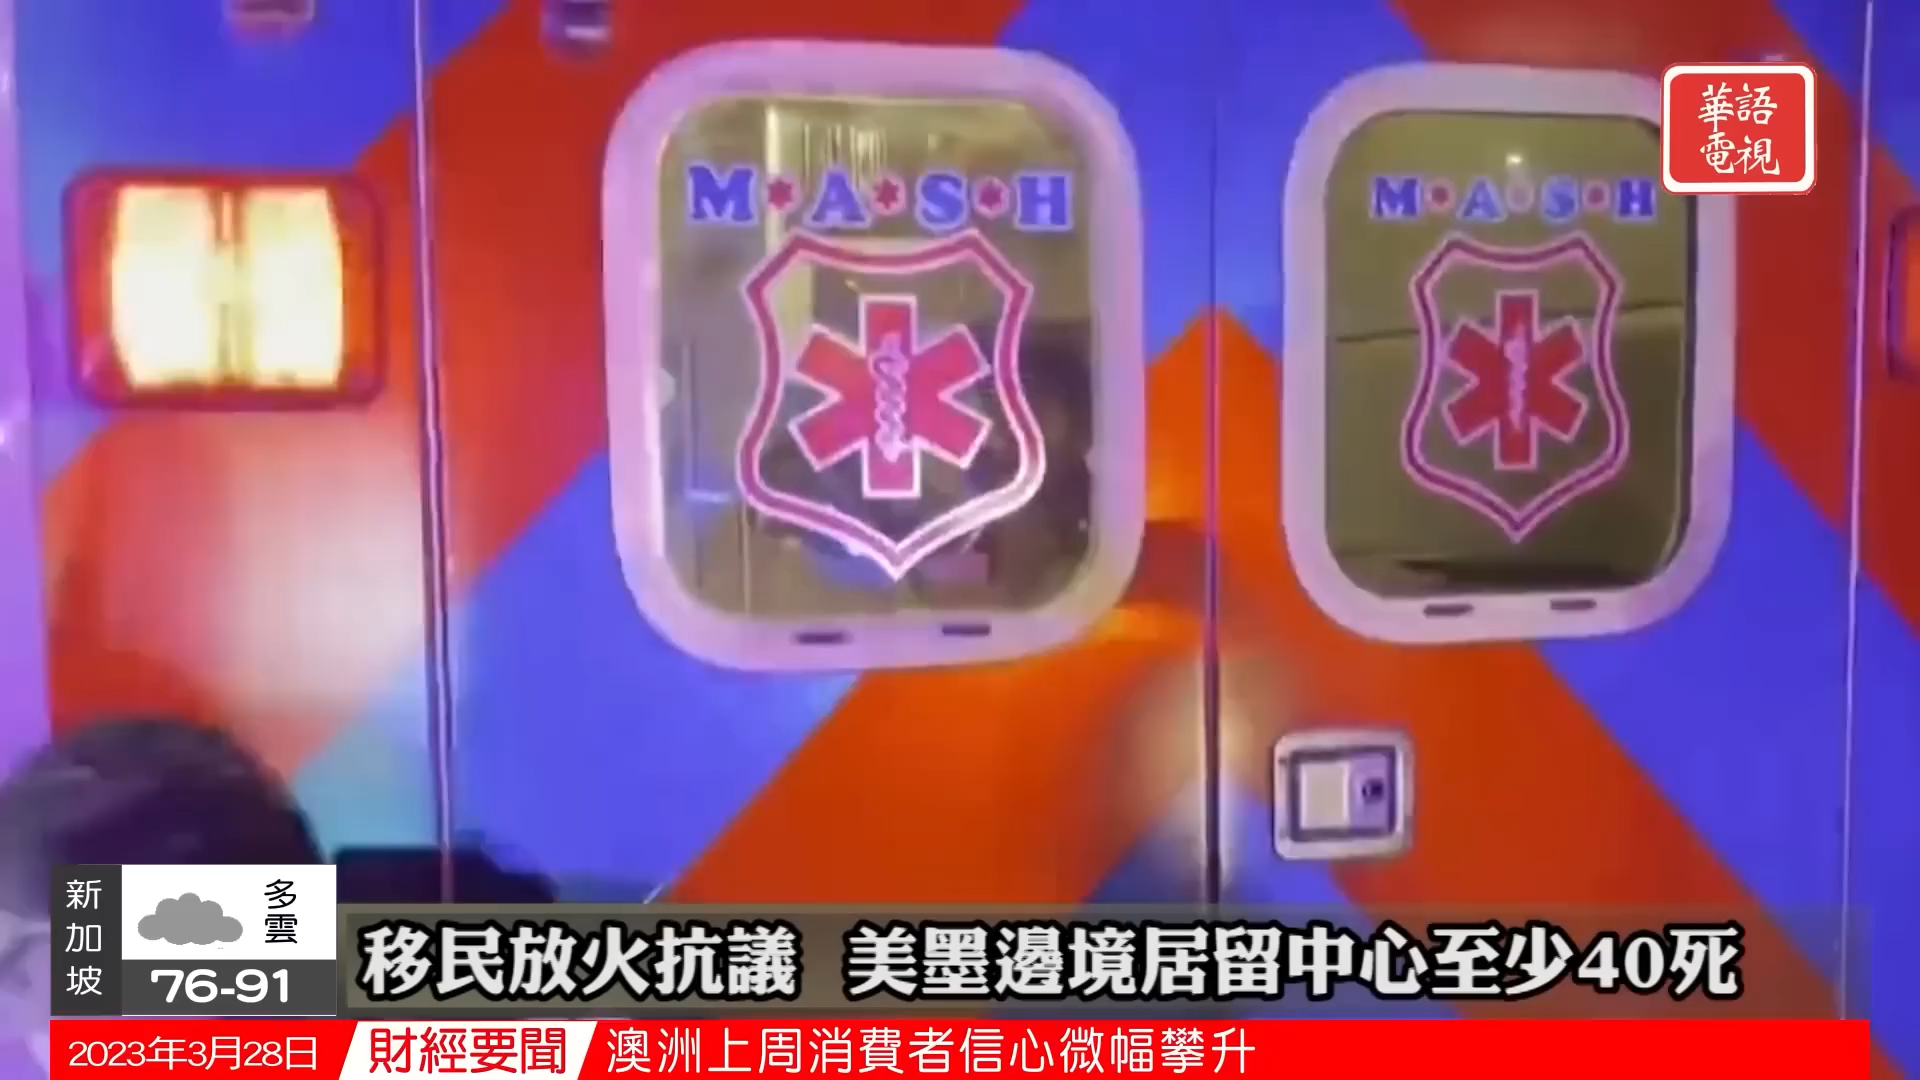 華語
電視
M*A*S*H
M*A*S*H
新加坡
多雲
76-91
移民放火抗議 美墨邊境居留中心至少40死
2023年3月28日
財經要聞
澳洲上周消費者信心微幅攀升